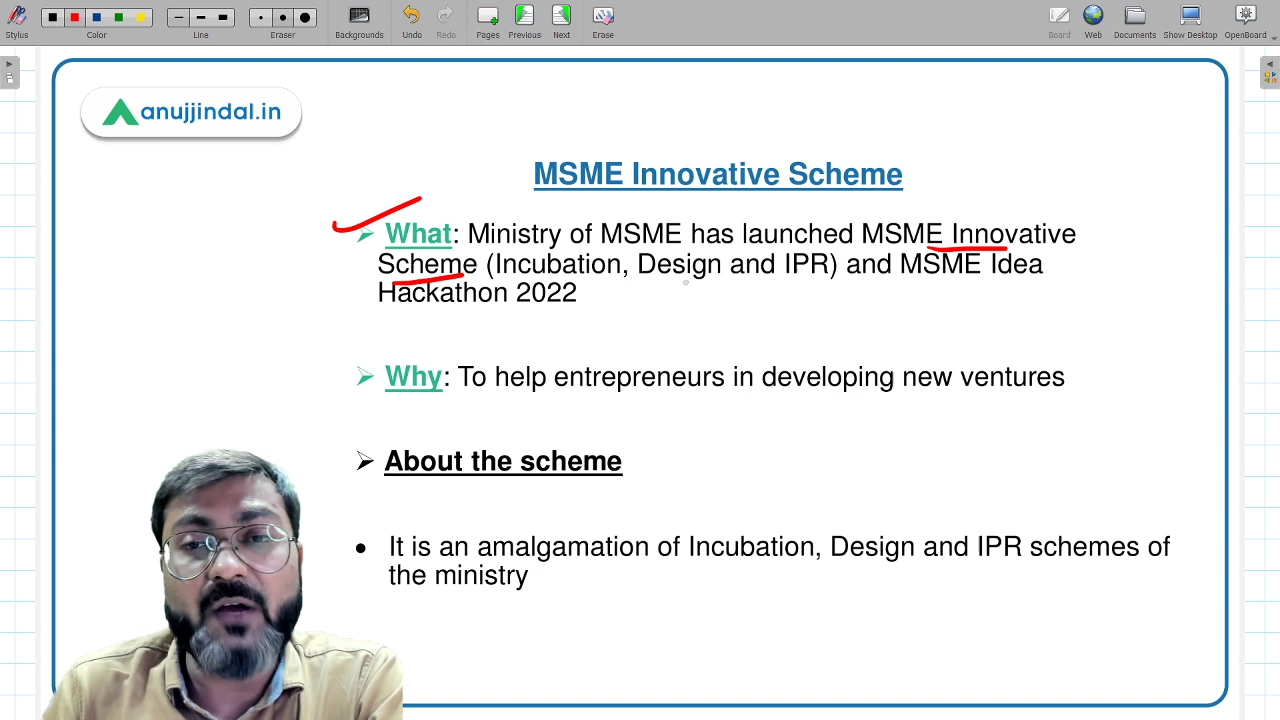 Stylus
Color
Line
Eraser
Backgrounds
Undo
Redo
Pages
Previous
Next
Erase
Board
Web
Documents
Show Desktop
OpenBoard
anujjindal.in
MSME Innovative Scheme
What: Ministry of MSME has launched MSME Innovative
Scheme (Incubation, Design and IPR) and MSME Idea
Hackathon 2022
Why: To help entrepreneurs in developing new ventures
About the scheme
It is an amalgamation of Incubation, Design and IPR schemes of
the ministry